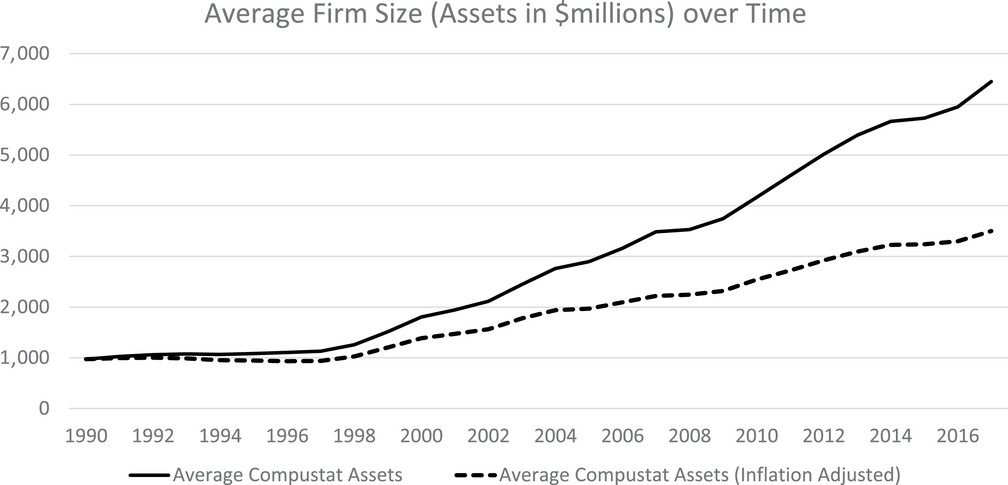 Average Firm Size (Assets in $millions) over Time
7,000
6,000
5,000
4,000
3,000
2,000
1,000
0
1990 1992 1994 1996 1998 2000 2002 2004 2006 2008 2010 2012 2014 2016
Average Compustat Assets Average Compustat Assets (Inflation Adjusted)